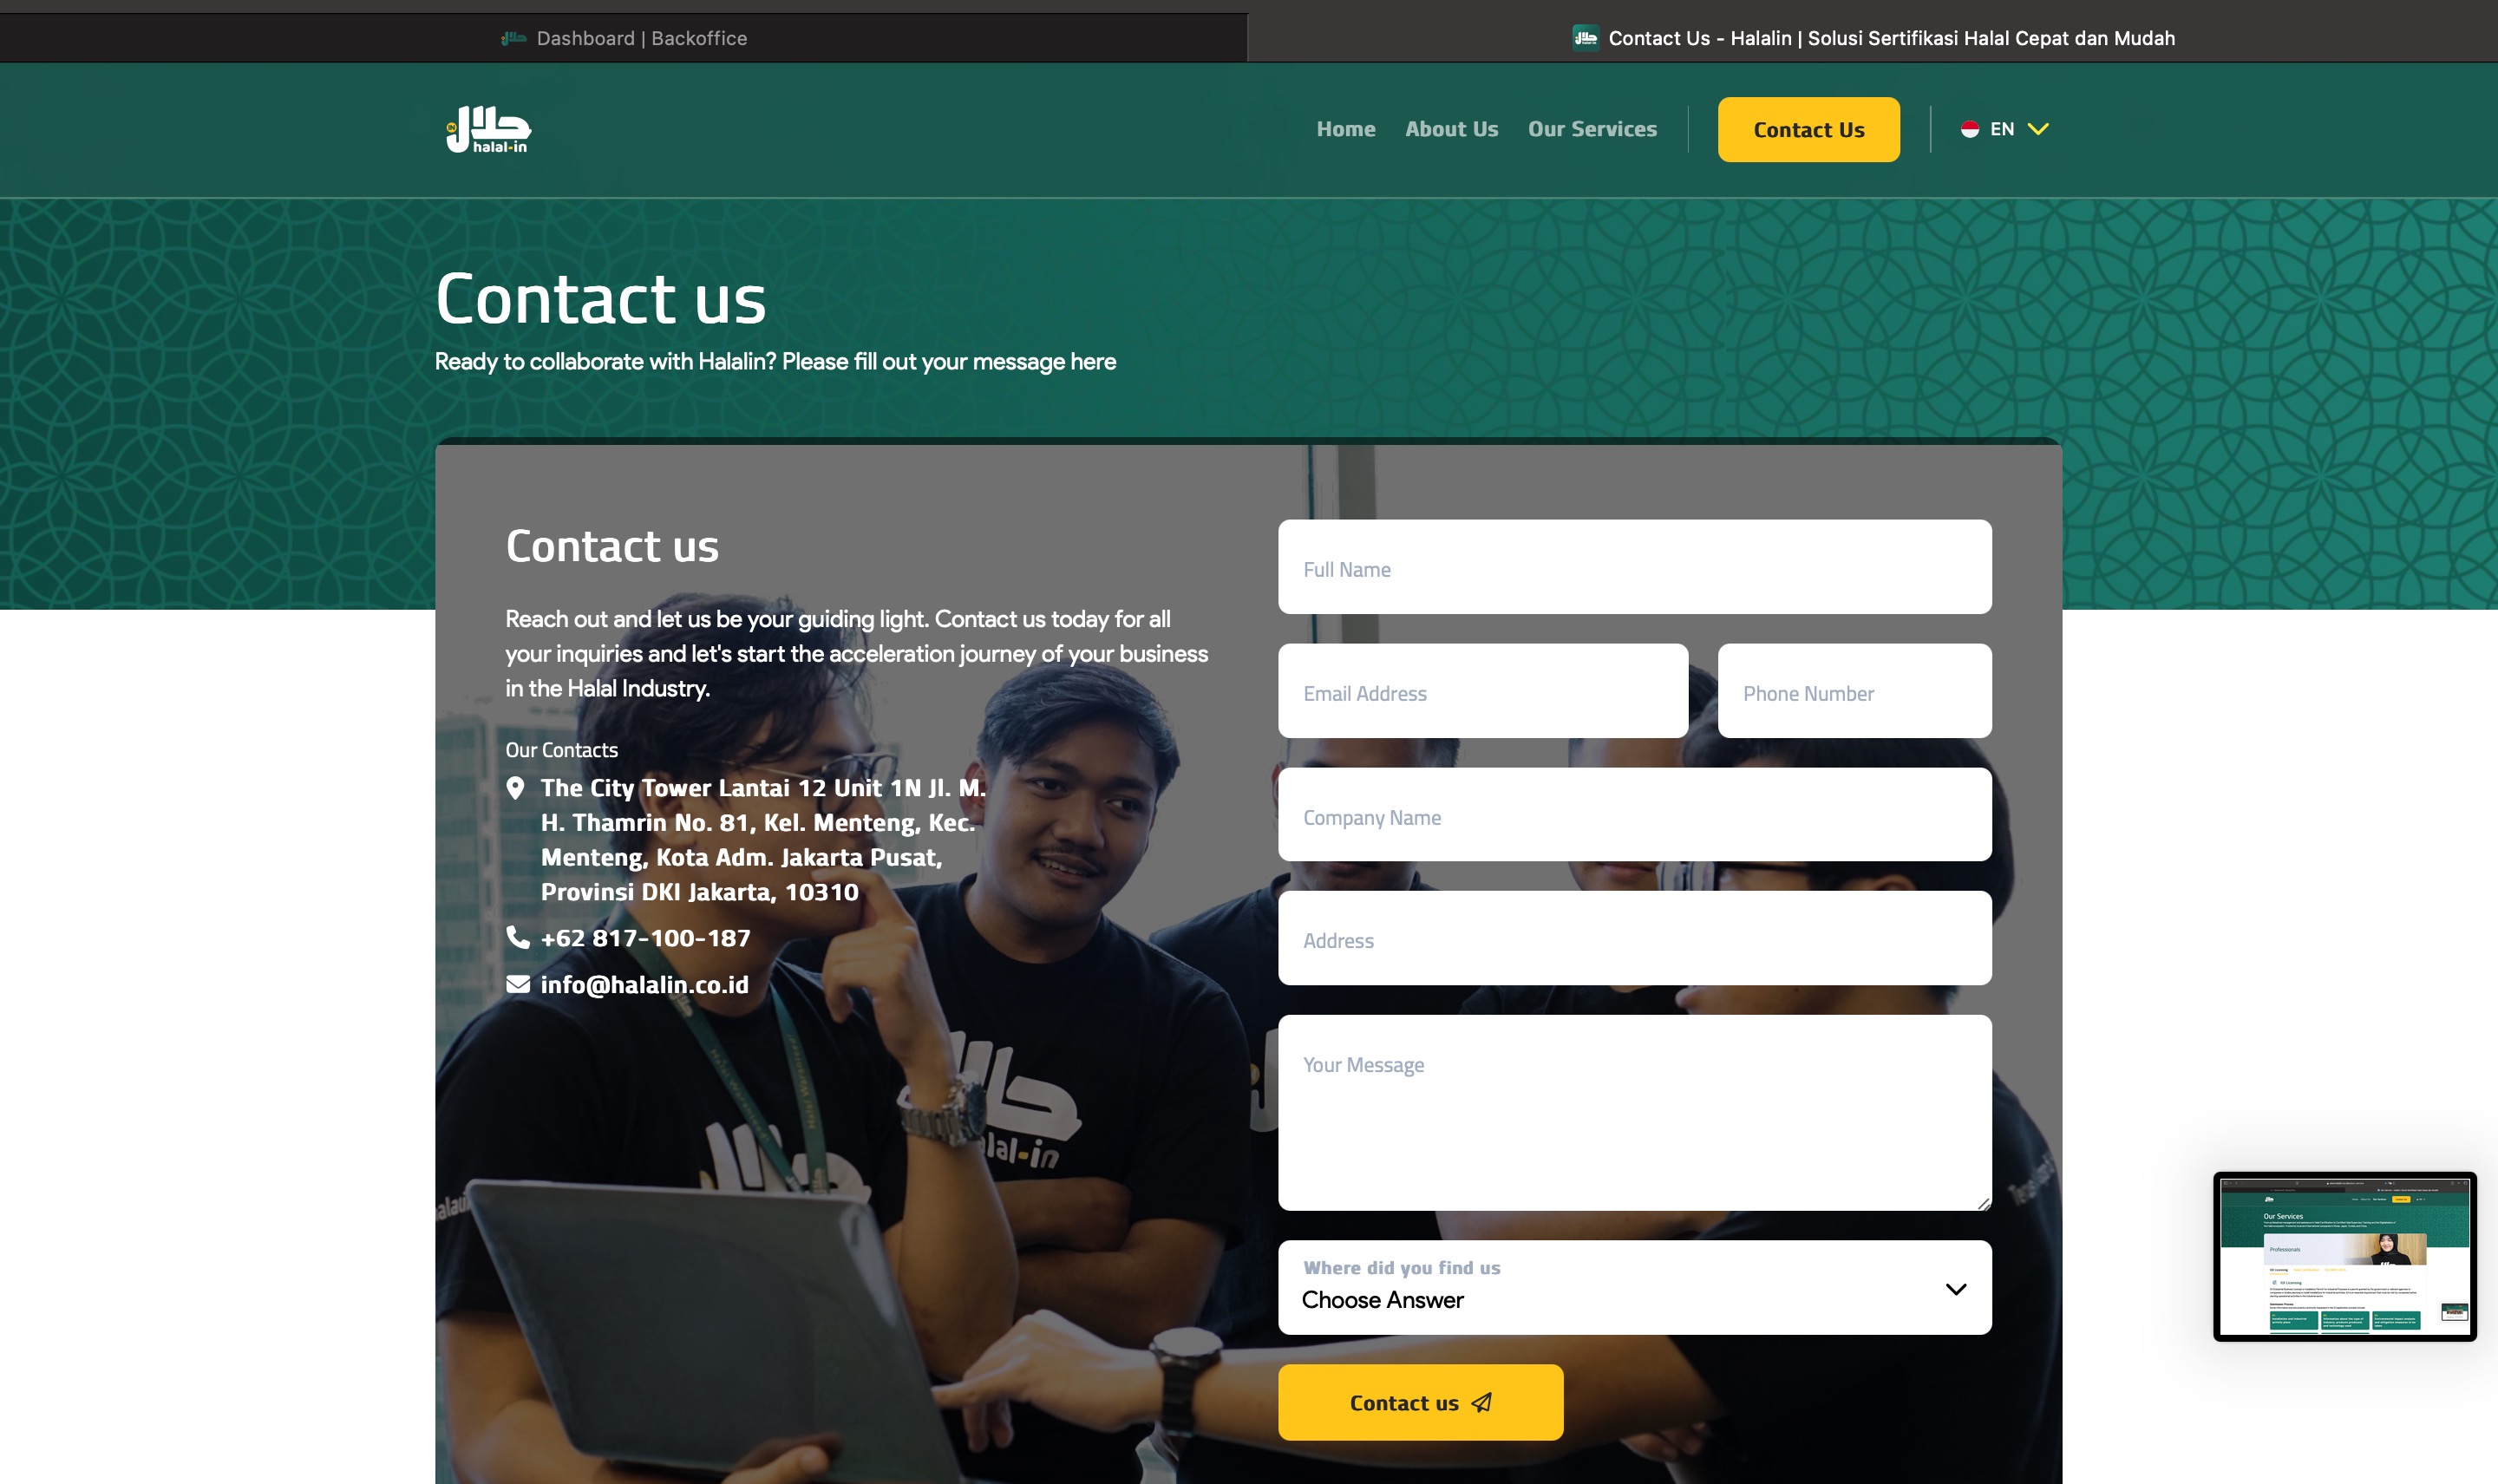 Dashboard | Backoffice
Contact Us - Halalin | Solusi Sertifikasi Halal Cepat dan Mudah
حلال
IN
halal-in
Home
About Us
Our Services
Contact Us
EN
Contact us
Ready to collaborate with Halalin? Please fill out your message here
Contact us
Reach out and let us be your guiding light. Contact us today for all
your inquiries and let's start the acceleration journey of your business
in the Halal Industry.
Our Contacts
The City Tower Lantai 12 Unit 1N Jl. M.
H. Thamrin No. 81, Kel. Menteng, Kec.
Menteng, Kota Adm. Jakarta Pusat,
Provinsi DKI Jakarta, 10310
+62 817-100-187
info@halalin.co.id
Full Name
Email Address
Phone Number
Company Name
Address
Your Message
Where did you find us
Choose Answer
Contact us
Our Services
Professionals